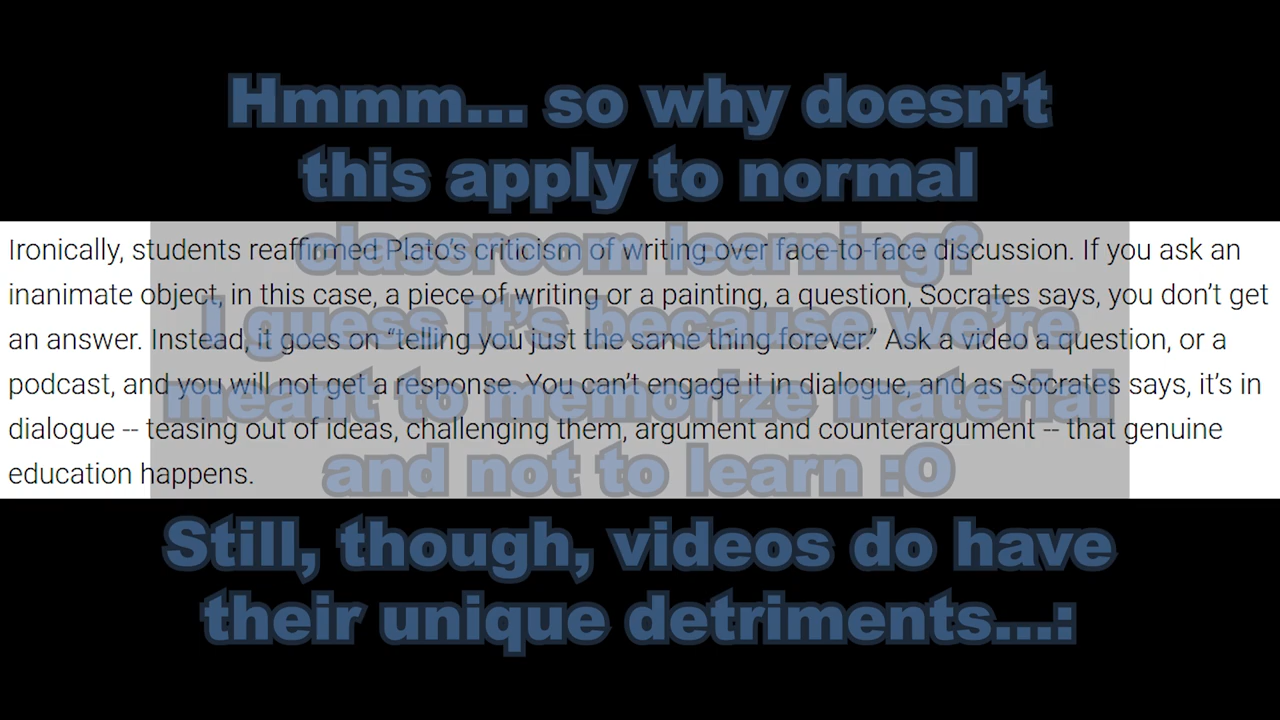 Hmmm... so why doesn’t
this apply to normal
classroom learning?
I guess it’s because we’re
meant to memorize material
and not to learn :O
Still, though, videos do have
their unique detriments...:
Ironically, students reaffirmed Plato’s criticism of writing over face-to-face discussion. If you ask an
inanimate object, in this case, a piece of writing or a painting, a question, Socrates says, you don’t get
an answer. Instead, it goes on “telling you just the same thing forever.” Ask a video a question, or a
podcast, and you will not get a response. You can’t engage it in dialogue, and as Socrates says, it’s in
dialogue -- teasing out of ideas, challenging them, argument and counterargument -- that genuine
education happens.